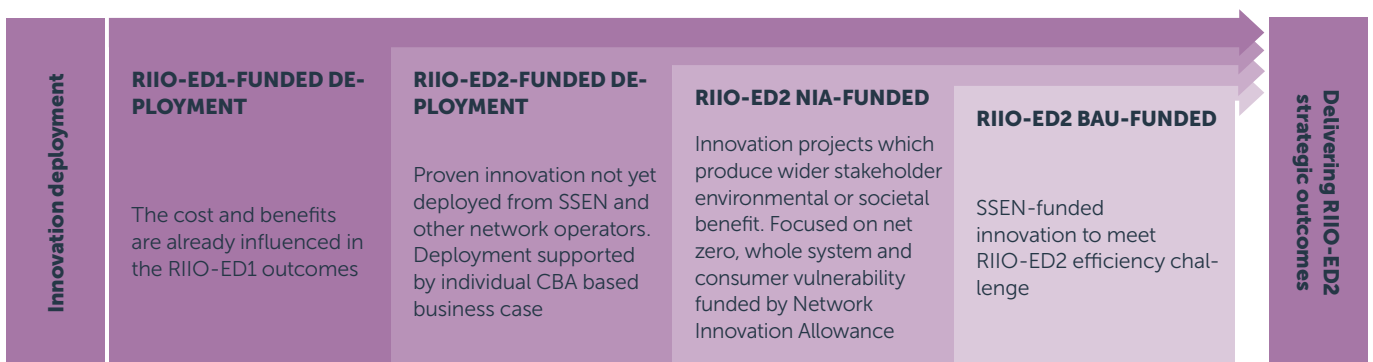 Innovation deployment
RIIO-ED1-FUNDED DE-
PLOYMENT
The cost and benefits
are already influenced in
the RIIO-ED1 outcomes
RIIO-ED2-FUNDED DE-
PLOYMENT
Proven innovation not yet
deployed from SSEN and
other network operators.
Deployment supported
by individual CBA based
business case
RIIO-ED2 NIA-FUNDED
Innovation projects which
produce wider stakeholder
environmental or societal
benefit. Focused on net
zero, whole system and
consumer vulnerability
funded by Network
Innovation Allowance
RIIO-ED2 BAU-FUNDED
SSEN-funded
innovation to meet
RIIO-ED2 efficiency chal-
lenge
Delivering RIIO-ED2
strategic outcomes